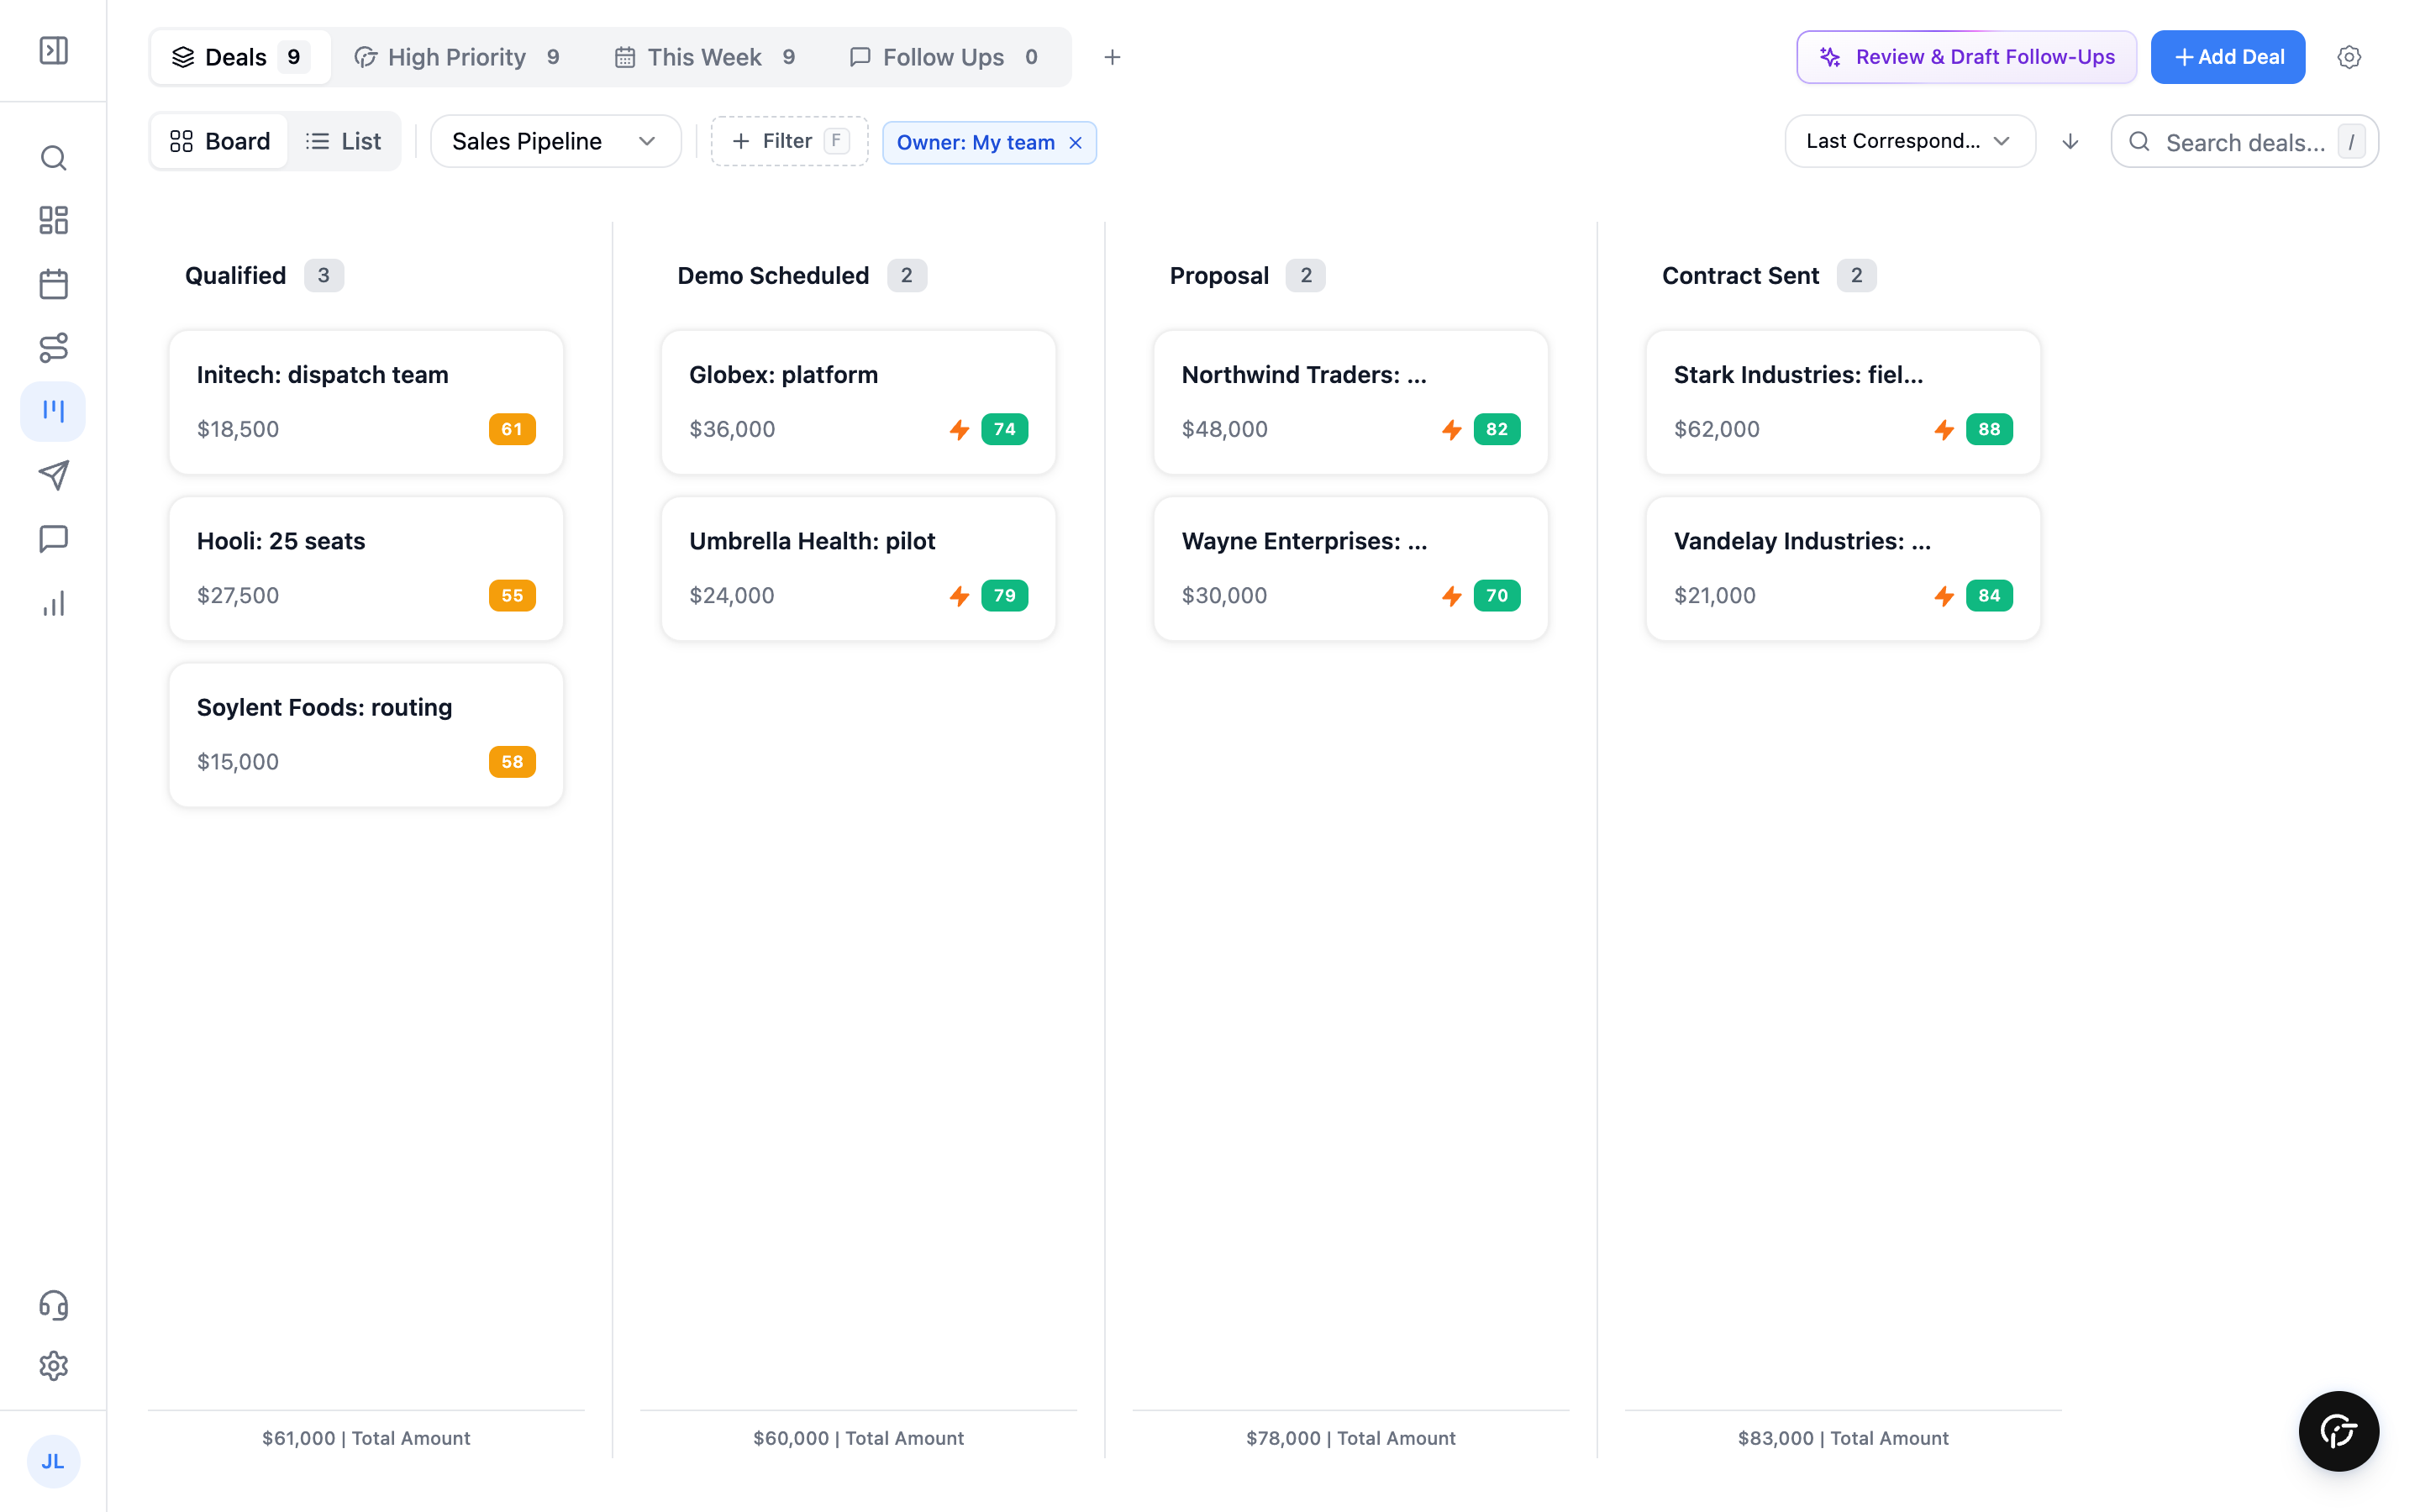 Deals 9
High Priority 9
This Week 9
Follow Ups 0
Review & Draft Follow-Ups
Add Deal
Board
List
Sales Pipeline
Filter F
Owner: My team
Last Correspond...
Search deals... /
Qualified 3
Initech: dispatch team
$18,500
61
Hooli: 25 seats
$27,500
55
Soylent Foods: routing
$15,000
58
$61,000 | Total Amount
Demo Scheduled 2
Globex: platform
$36,000
74
Umbrella Health: pilot
$24,000
79
$60,000 | Total Amount
Proposal 2
Northwind Traders: ...
$48,000
82
Wayne Enterprises: ...
$30,000
70
$78,000 | Total Amount
Contract Sent 2
Stark Industries: fiel...
$62,000
88
Vandelay Industries: ...
$21,000
84
$83,000 | Total Amount
JL